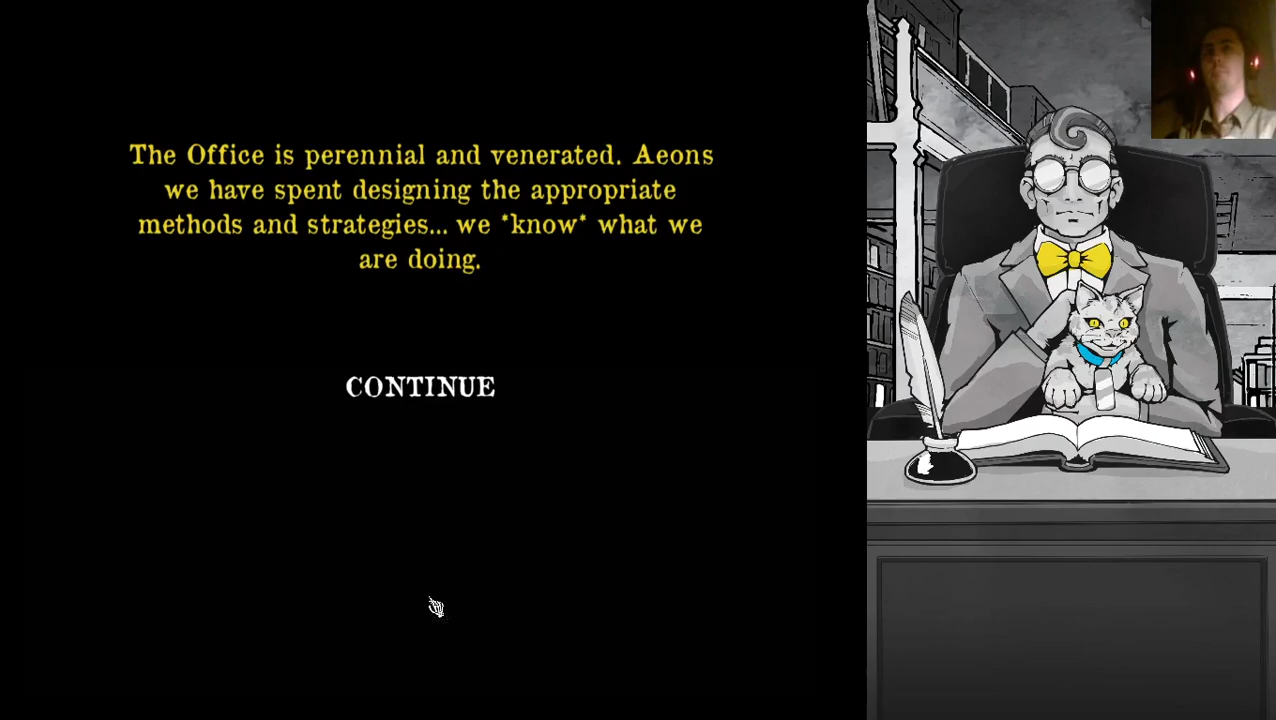 The Office is perennial and venerated. Aeons
we have spent designing the appropriate
methods and strategies... we *know* what we
are doing.
CONTINUE